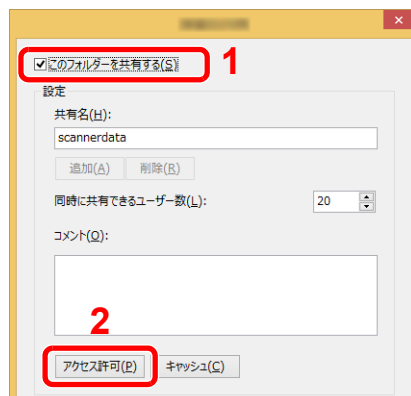 このフォルダーを共有する(S)
1
設定
共有名(H):
scannerdata
追加(A) 削除(R)
同時に共有できるユーザー数(L): 20
コメント(O):
2
アクセス許可(P) キャッシュ(C)